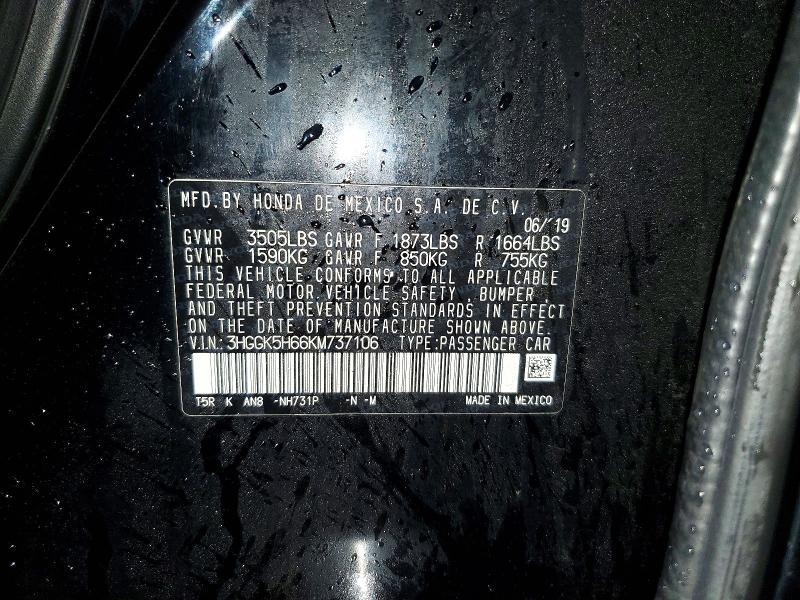 MFD.BY HONDA DE MEXICO S.A. DE C.V.
06/'19
GVWR 3505LBS GAWR F 1873LBS R 1664LBS
GVWR 1590KG GAWR F 850KG R 755KG
THIS VEHICLE CONFORMS TO ALL APPLICABLE
FEDERAL MOTOR VEHICLE SAFETY, BUMPER,
AND THEFT PREVENTION STANDARDS IN EFFECT
ON THE DATE OF MANUFACTURE SHOWN ABOVE.
V.I.N.:3HGGK5H66KM737106 TYPE:PASSENGER CAR
T5R K AN8 -NH731P -N -M MADE IN MEXICO